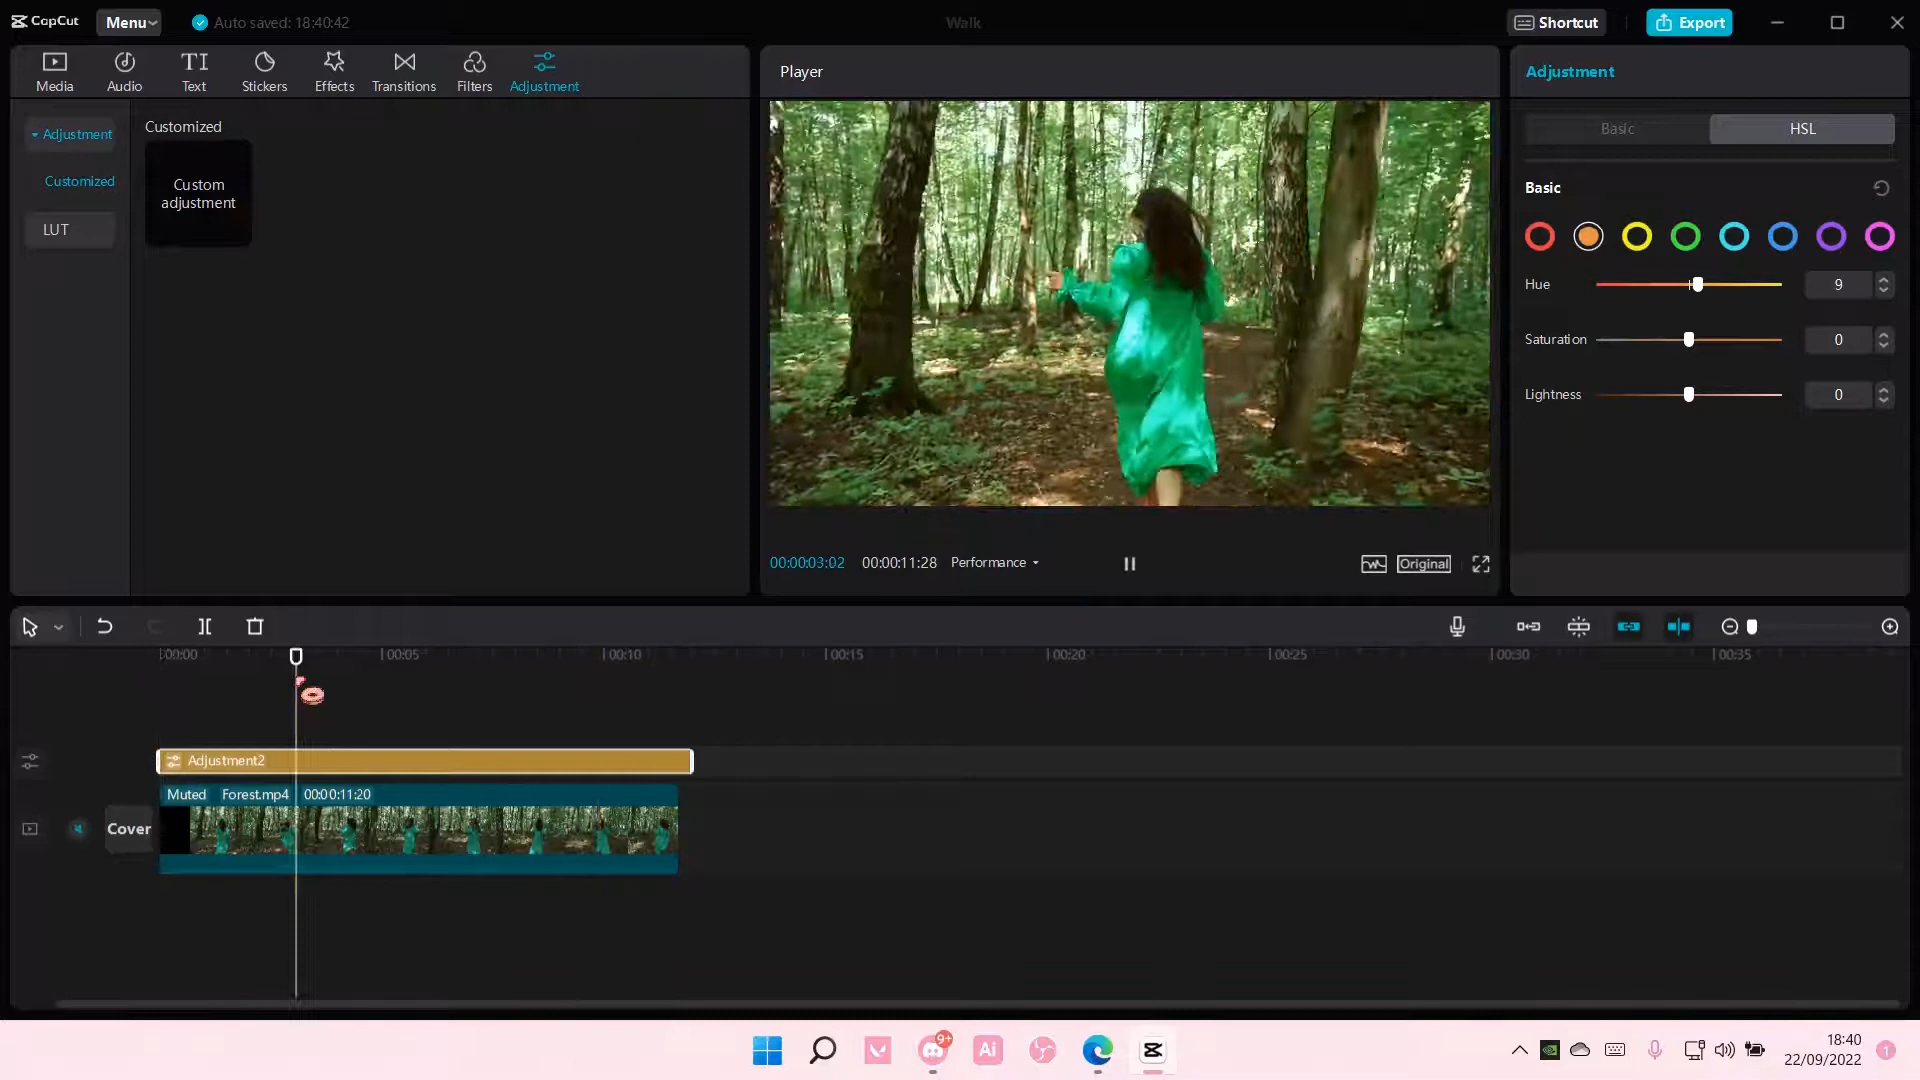 CapCut Menu Auto saved: 18:40:42 Walk Shortcut Export
Media Audio Text Stickers Effects Transitions Filters Adjustment
Player
Adjustment
Adjustment
Customized
LUT
Customized
Custom
adjustment
Basic HSL
Basic
Hue 9
Saturation 0
Lightness 0
00:00:03:02 00:00:11:28 Performance Original
00:00 00:05 00:10 00:15 00:20 00:25 00:30 00:35
Adjustment2
Muted Forest.mp4 00:00:11:20
Cover
9+
Ai
18:40
22/09/2022
1